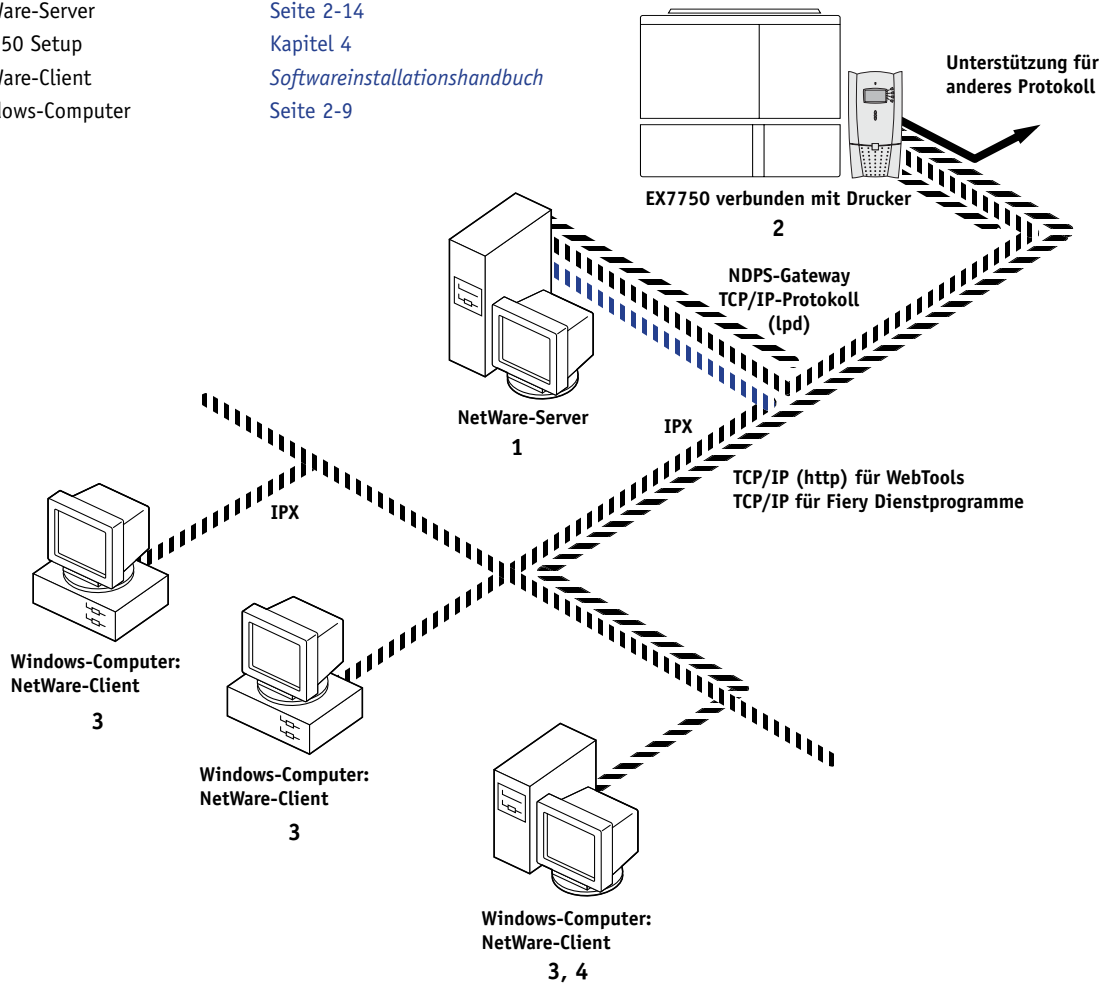 are-Server Seite 2-14
50 Setup Kapitel 4
are-Client Softwareinstallationshandbuch
ows-Computer Seite 2-9
Unterstützung für
anderes Protokoll
EX7750 verbunden mit Drucker
2
NDPS-Gateway
TCP/IP-Protokoll
(lpd)
NetWare-Server
1
IPX
TCP/IP (http) für WebTools
TCP/IP für Fiery Dienstprogramme
IPX
Windows-Computer:
NetWare-Client
3
Windows-Computer:
NetWare-Client
3
Windows-Computer:
NetWare-Client
3, 4